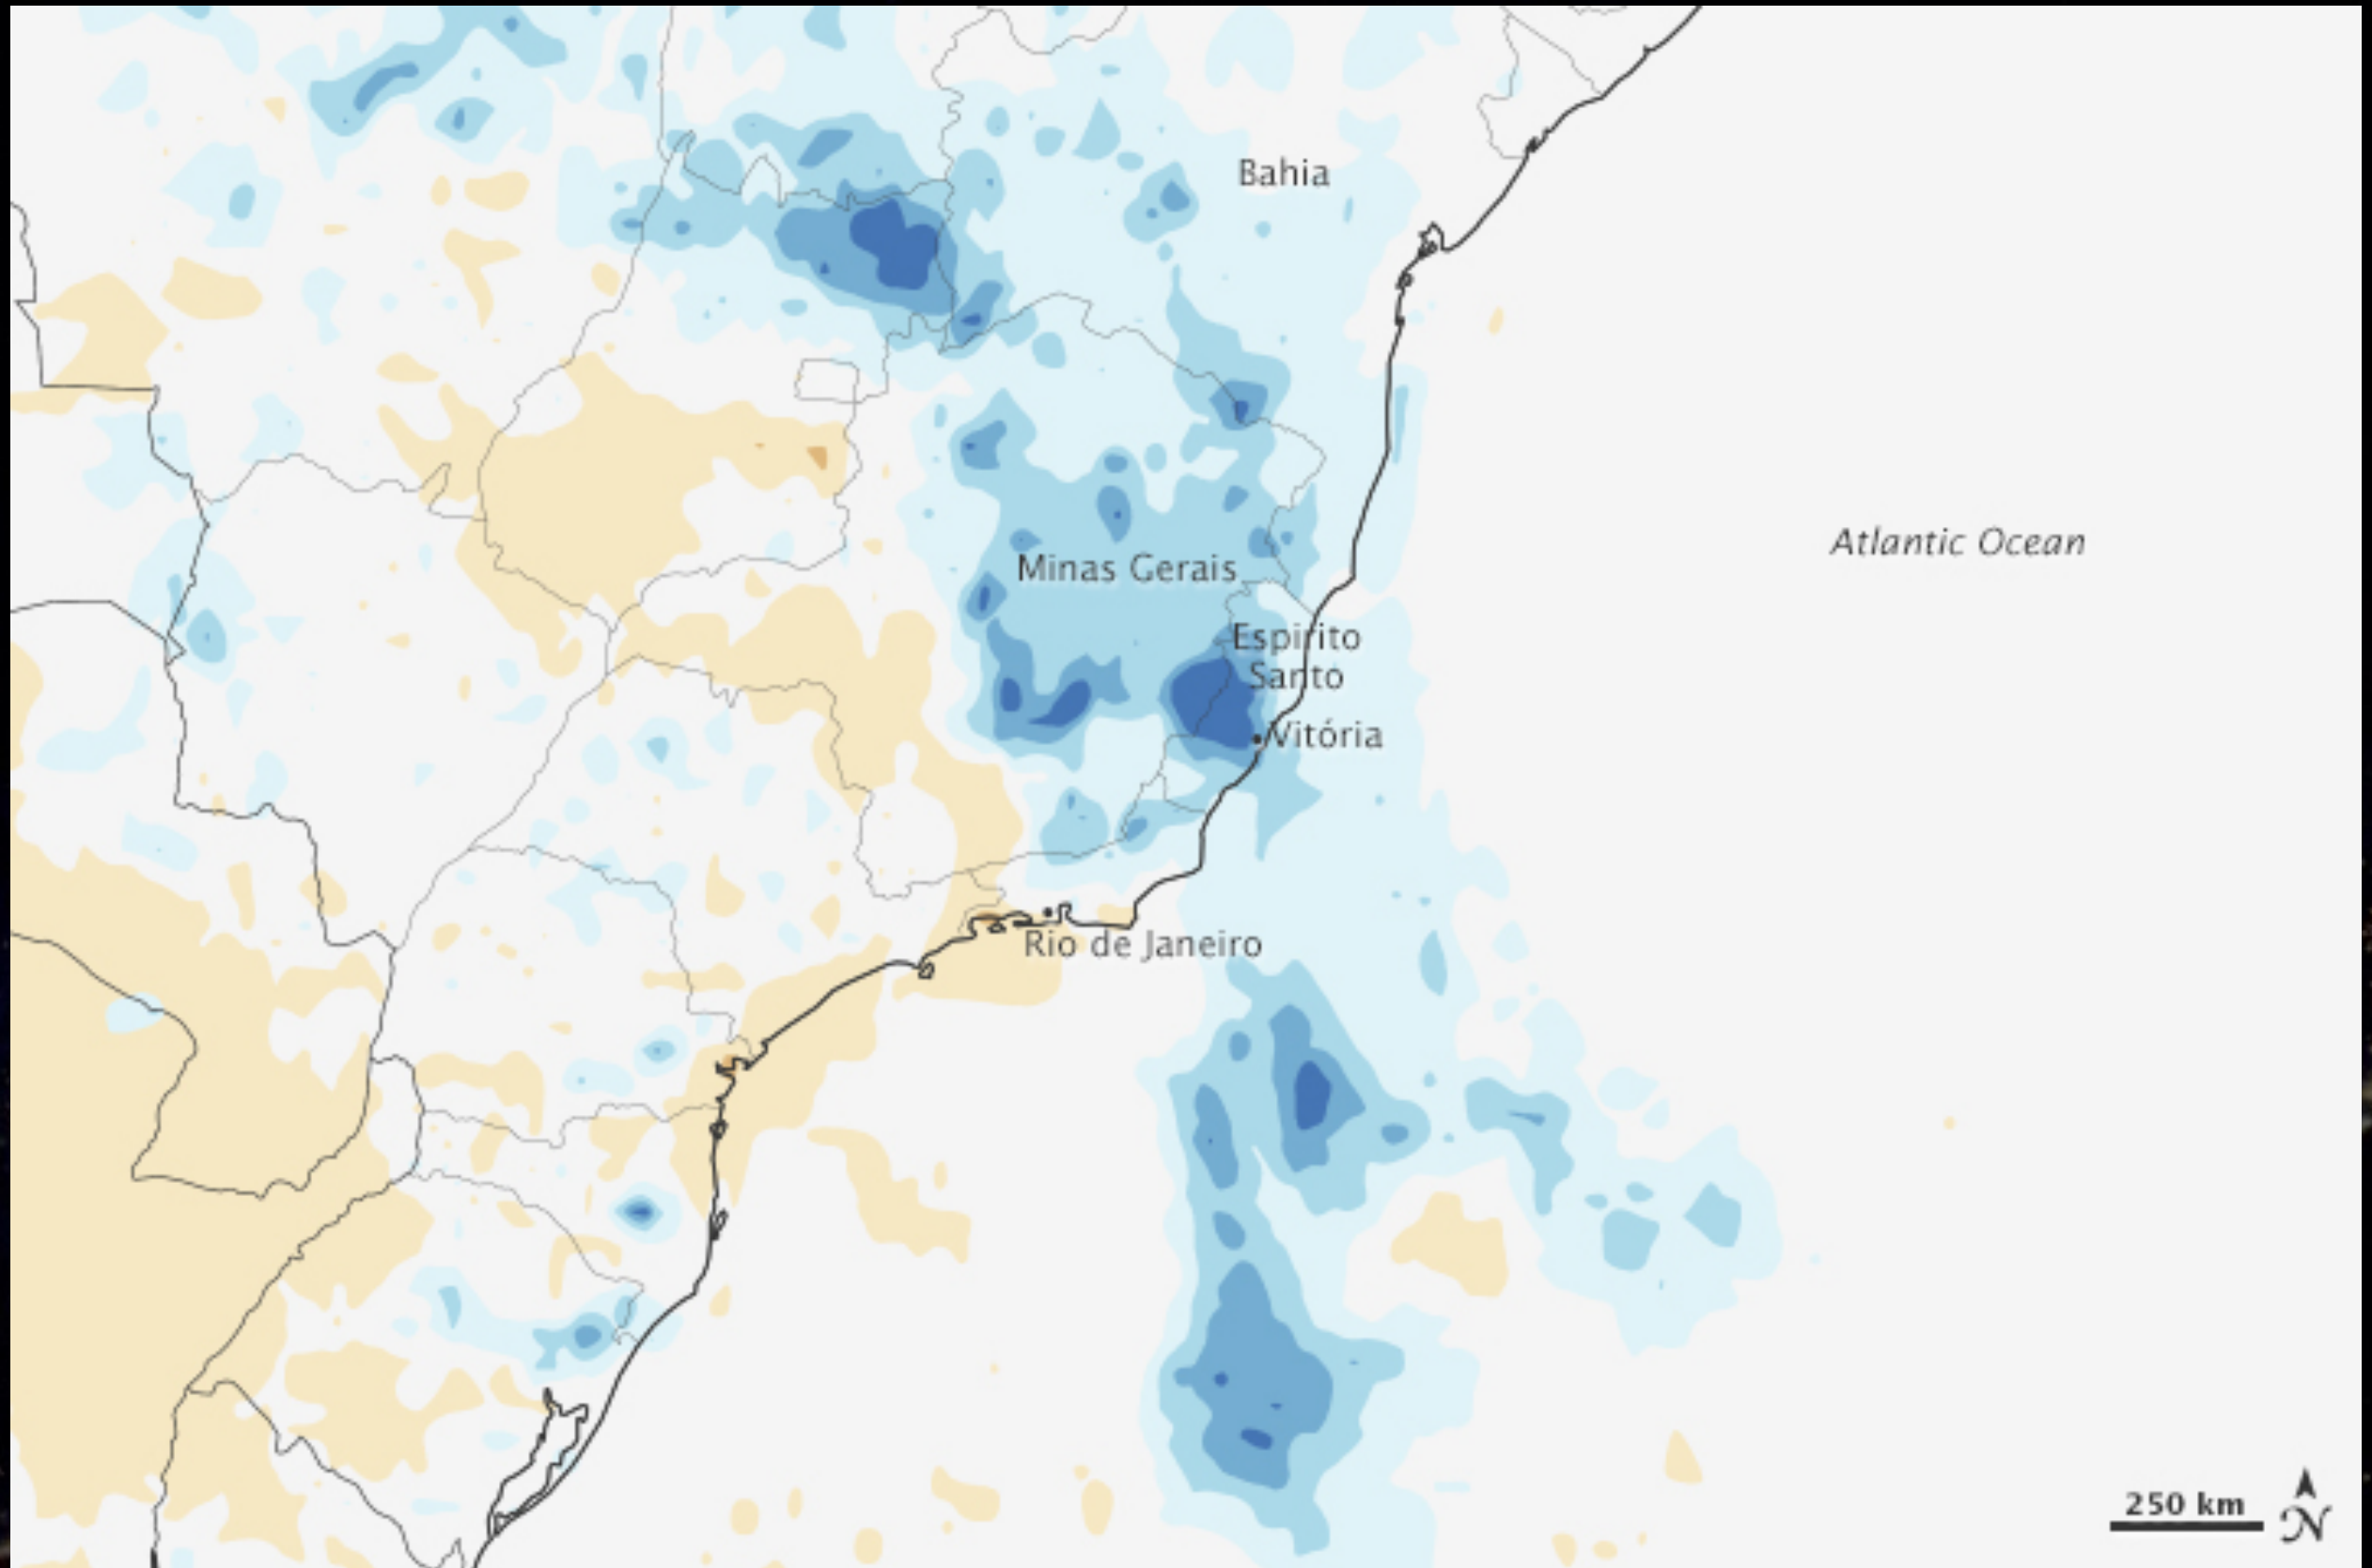 Bahia
Atlantic Ocean
Minas Gerais
Espirito
Santo
Vitória
Rio de Janeiro
250 km
N